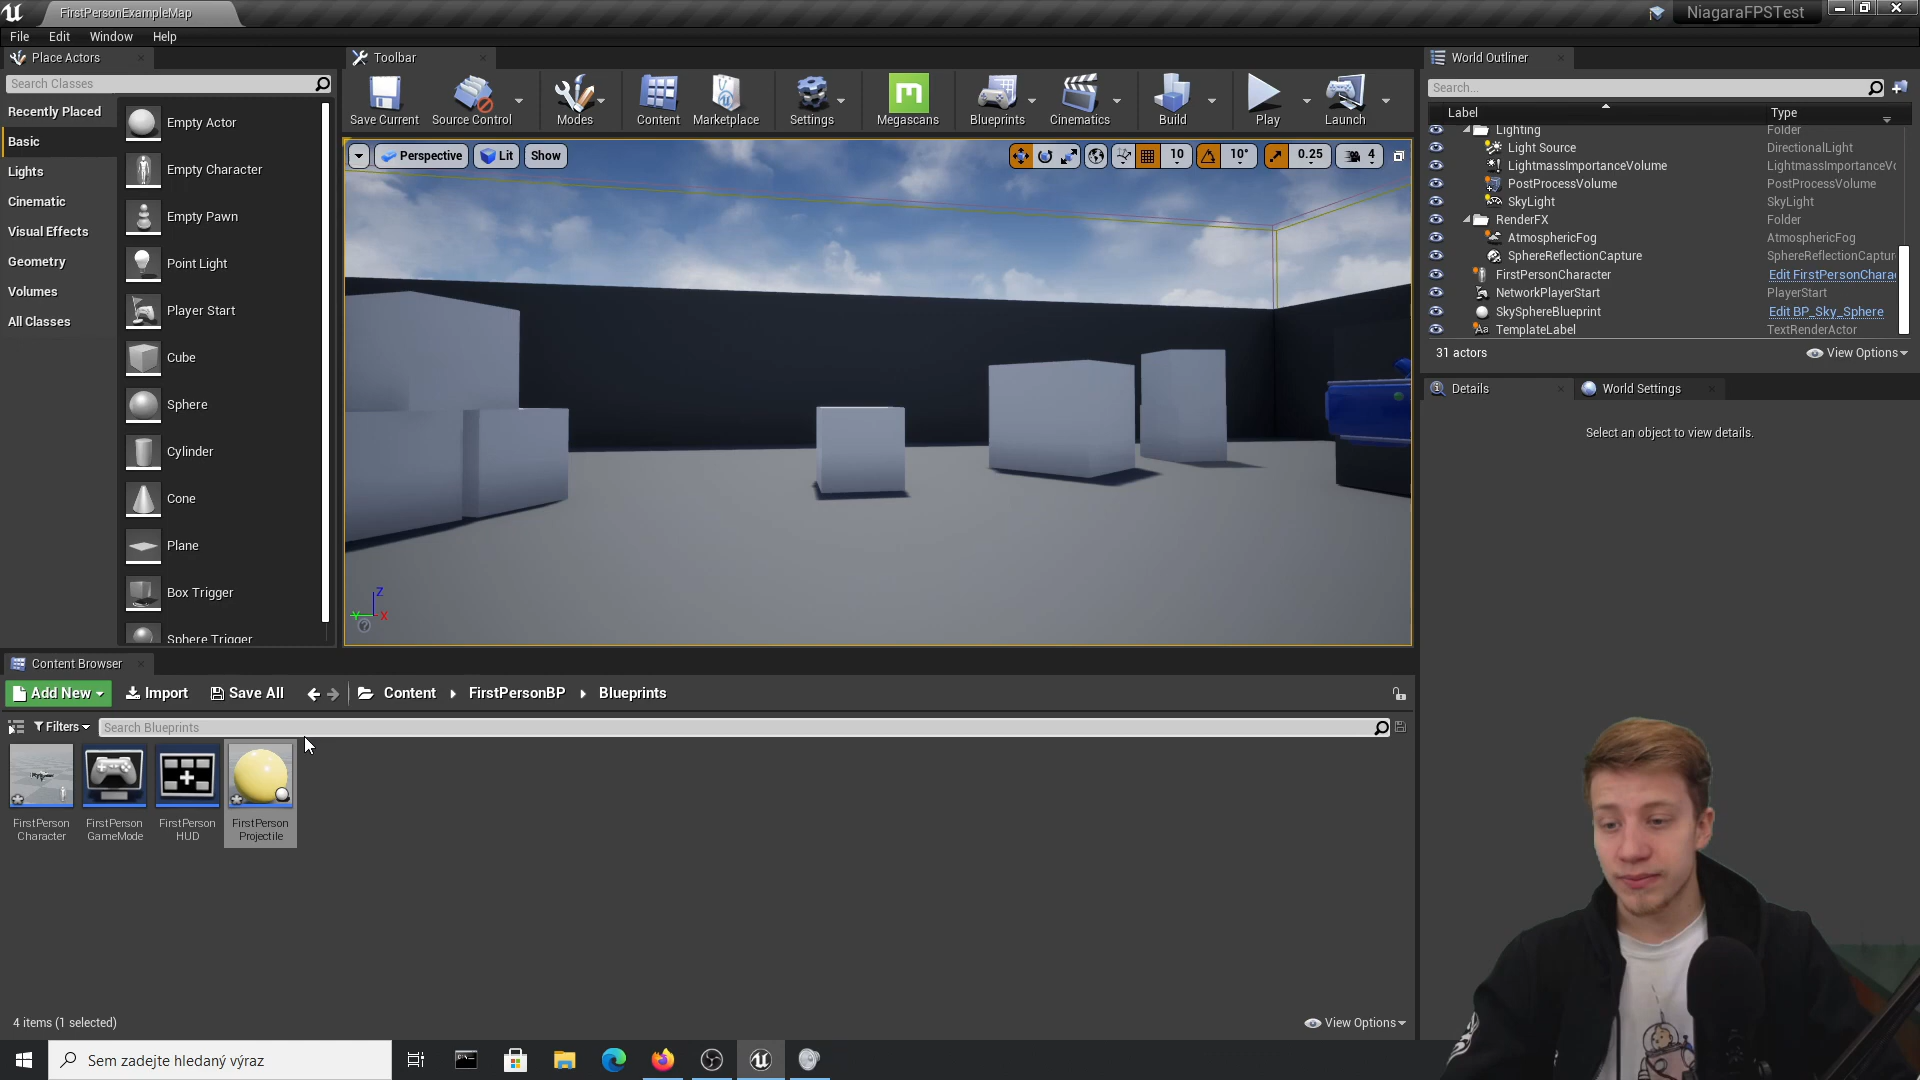 FirstPersonExampleMap
NiagaraFPSTest
File Edit Window Help
Place Actors
Toolbar
World Outliner
Search Classes
Search...
Recently Placed
Basic
Lights
Cinematic
Visual Effects
Geometry
Volumes
All Classes
Empty Actor
Empty Character
Empty Pawn
Point Light
Player Start
Cube
Sphere
Cylinder
Cone
Plane
Box Trigger
Sphere Trigger
Save Current Source Control Modes Content Marketplace Settings Megascans Blueprints Cinematics Build Play Launch
Perspective Lit Show
10 10° 0.25 4
Z
Y X
Label Type
Lighting Folder
Light Source DirectionalLight
LightmassImportanceVolume LightmassImportanceVo
PostProcessVolume PostProcessVolume
SkyLight SkyLight
RenderFX Folder
AtmosphericFog AtmosphericFog
SphereReflectionCapture SphereReflectionCaptur
FirstPersonCharacter Edit FirstPersonChara
NetworkPlayerStart PlayerStart
SkySphereBlueprint Edit BP_Sky_Sphere
TemplateLabel TextRenderActor
31 actors View Options
Details World Settings
Select an object to view details.
Content Browser
Add New Import Save All Content FirstPersonBP Blueprints
Filters Search Blueprints
FirstPerson
Character
FirstPerson
GameMode
FirstPerson
HUD
FirstPerson
Projectile
4 items (1 selected) View Options
Sem zadejte hledaný výraz